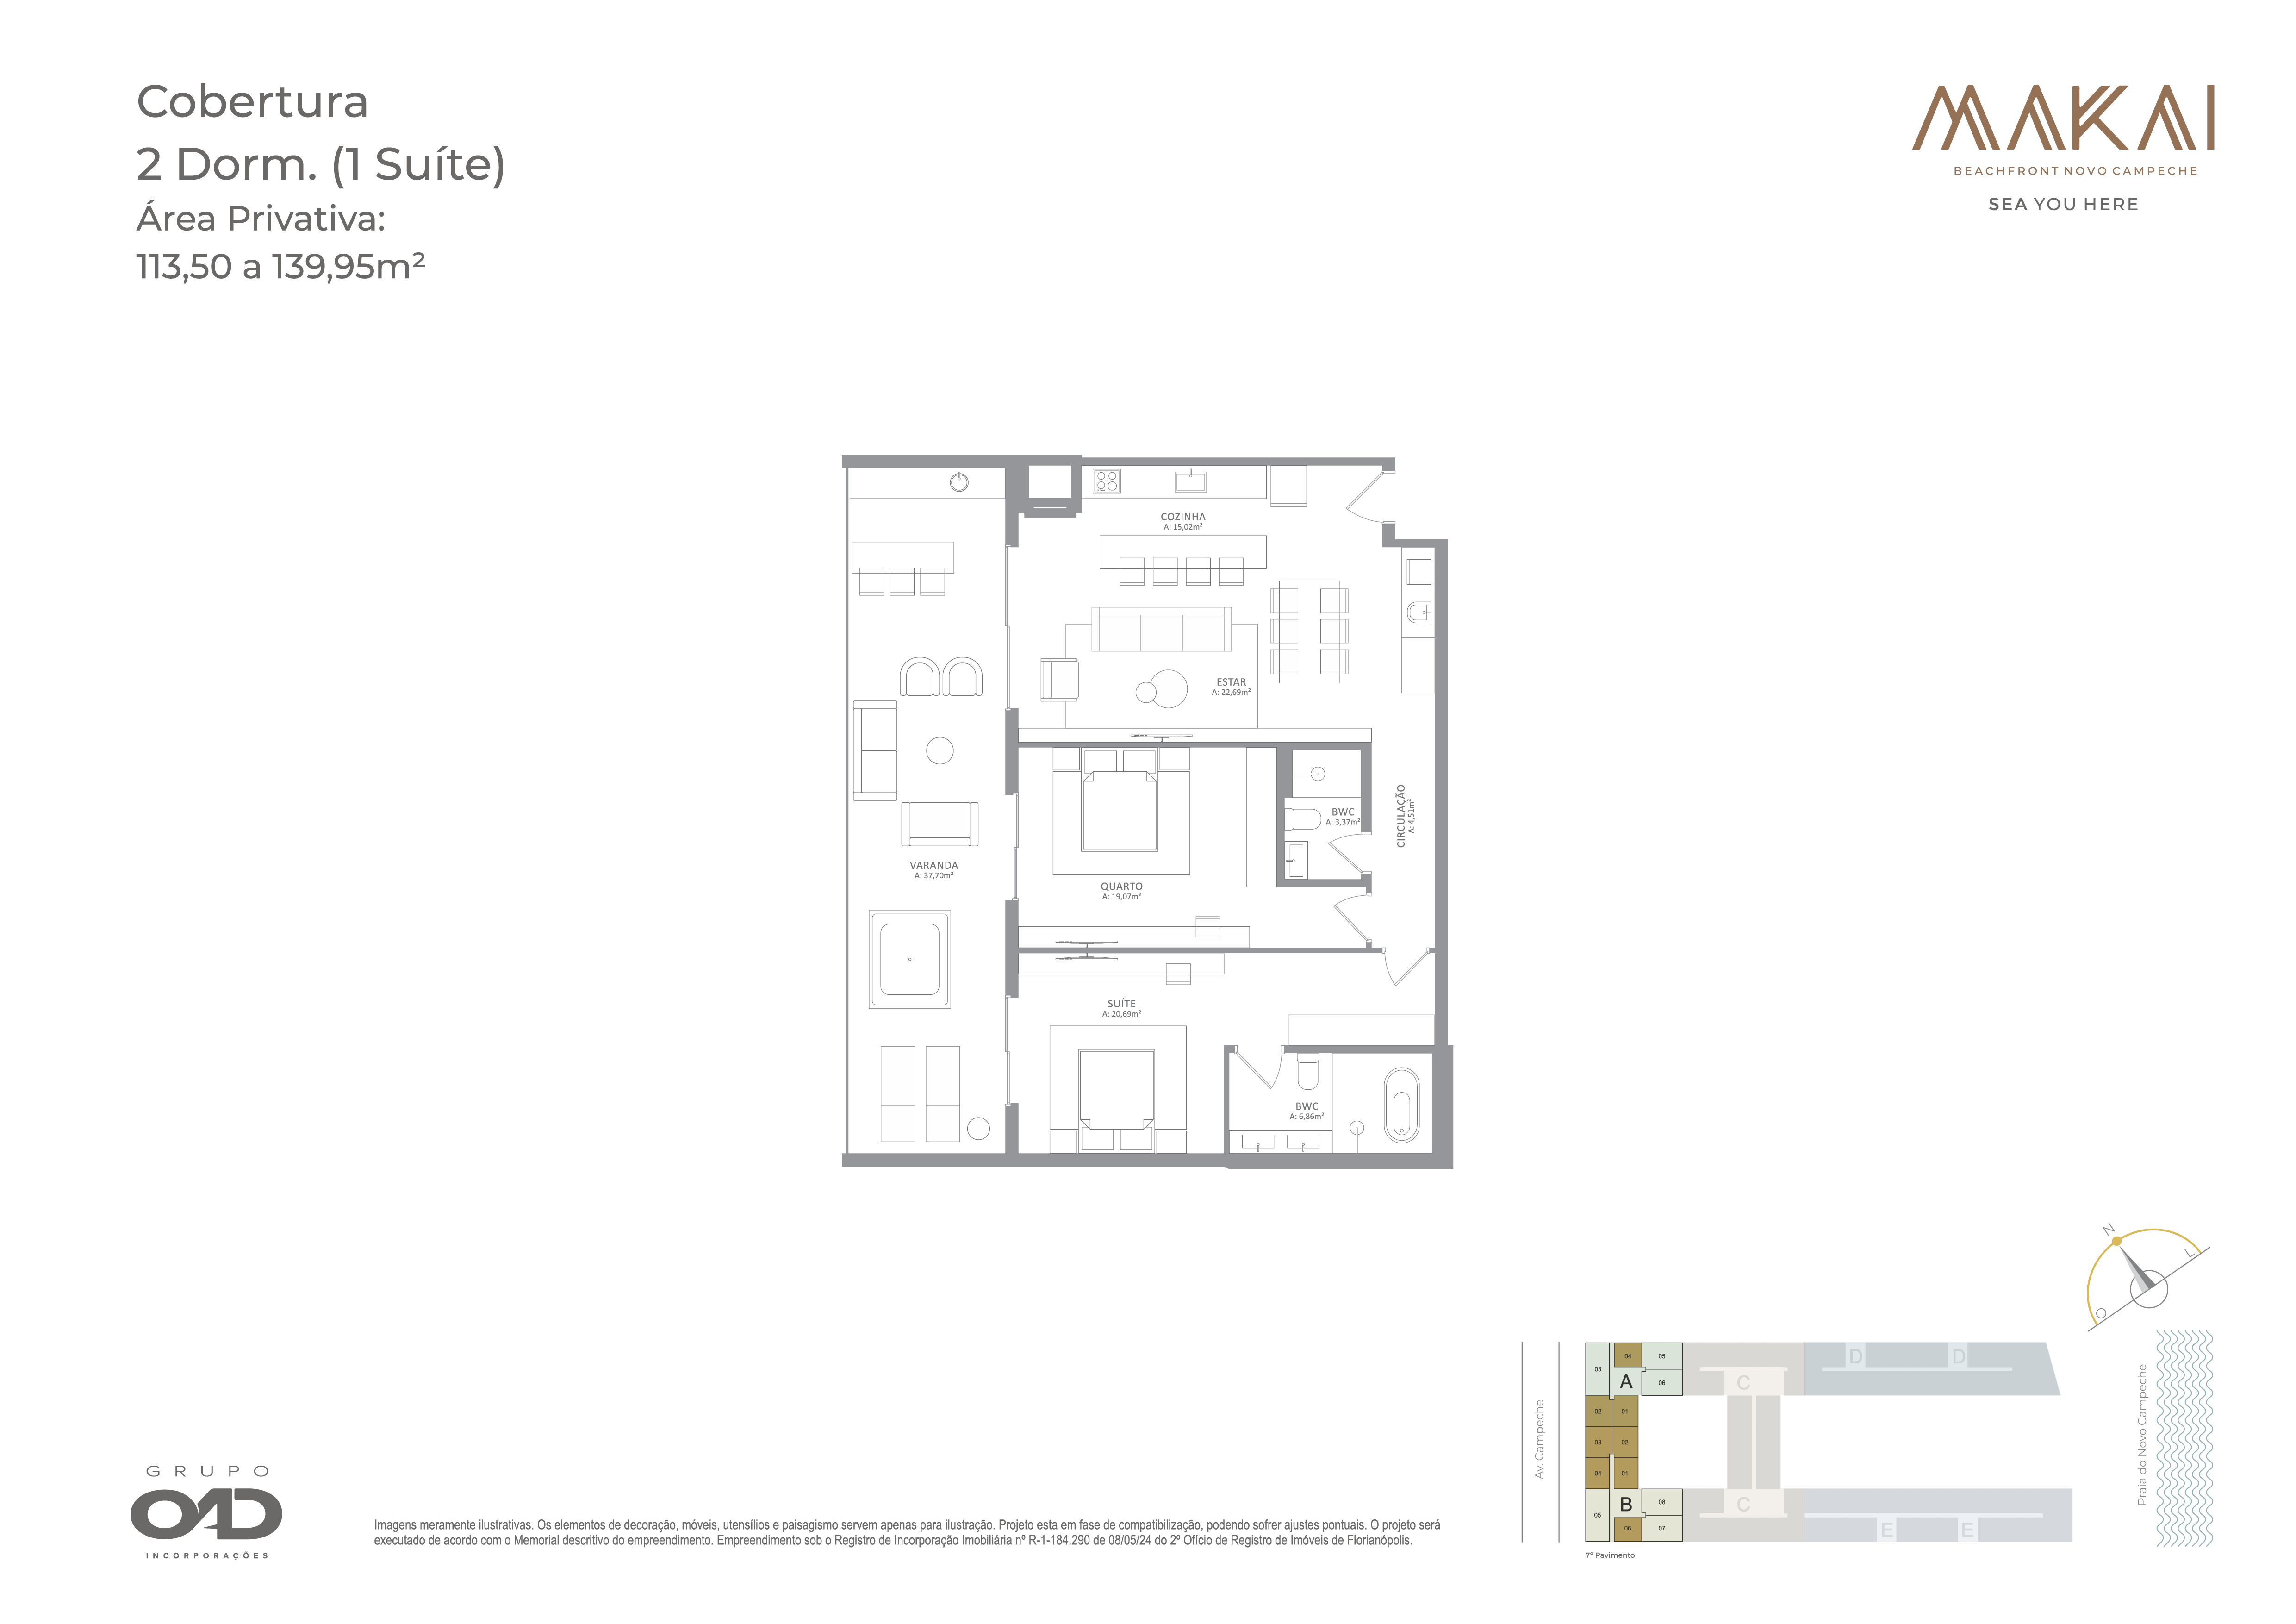 Cobertura
2 Dorm. (1 Suíte)
Área Privativa:
113,50 a 139,95m²
MAKAI
BEACHFRONT NOVO CAMPECHE
SEA YOU HERE
COZINHA
A: 15,02m²
ESTAR
A: 22,69m²
BWC
A: 3,37m²
CIRCULAÇÃO
A: 4,51m²
VARANDA
A: 37,70m²
QUARTO
A: 19,07m²
SUÍTE
A: 20,69m²
BWC
A: 6,86m²
N
L
O
Av. Campeche
03
04
05
A
06
02
01
03
02
04
01
05
B
08
06
07
C
C
D
D
E
E
Praia do Novo Campeche
7º Pavimento
GRUPO
OAD
INCORPORAÇÕES
Imagens meramente ilustrativas. Os elementos de decoração, móveis, utensílios e paisagismo servem apenas para ilustração. Projeto esta em fase de compatibilização, podendo sofrer ajustes pontuais. O projeto será
executado de acordo com o Memorial descritivo do empreendimento. Empreendimento sob o Registro de Incorporação Imobiliária nº R-1-184.290 de 08/05/24 do 2º Ofício de Registro de Imóveis de Florianópolis.